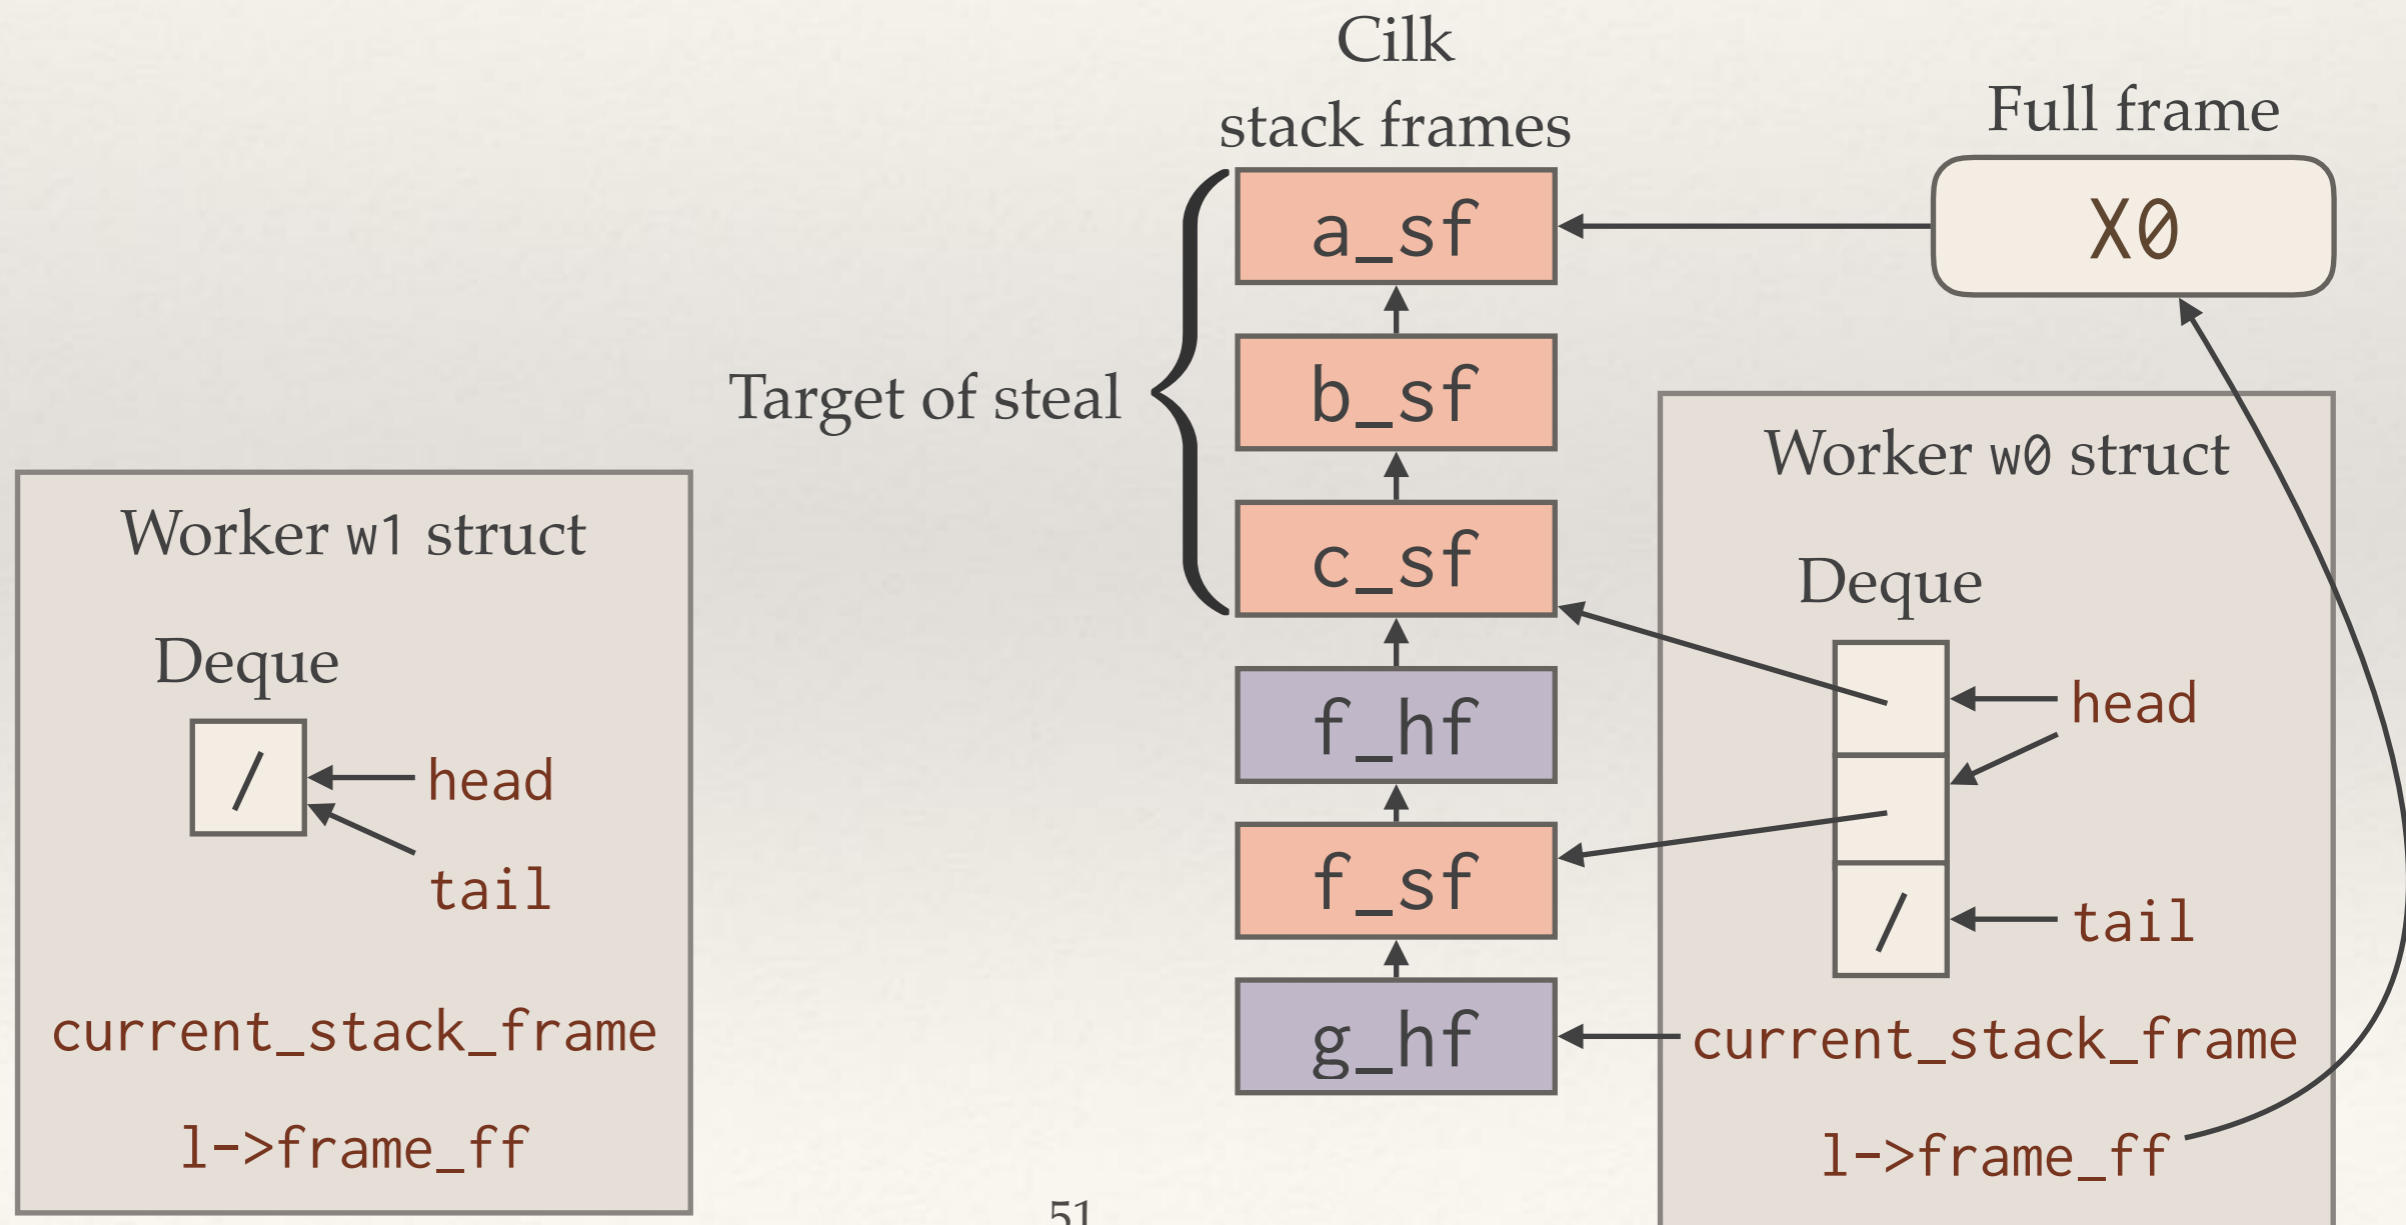 Cilk
stack frames
Full frame
a_sf
X0
b_sf
Target of steal
c_sf
f_hf
f_sf
g_hf
Worker w1 struct
Deque
/
head
tail
current_stack_frame
l->frame_ff
Worker w0 struct
Deque
head
/
tail
current_stack_frame
l->frame_ff
51